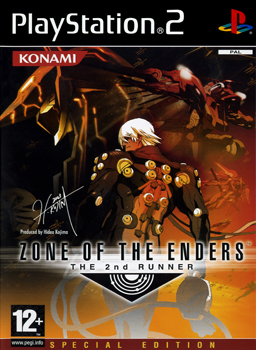 PlayStation®2
PAL
KONAMI
Produced by Hideo Kojima
ZONE OF THE ENDERS
THE 2nd RUNNER
12+
www.pegi.info
SPECIAL EDITION